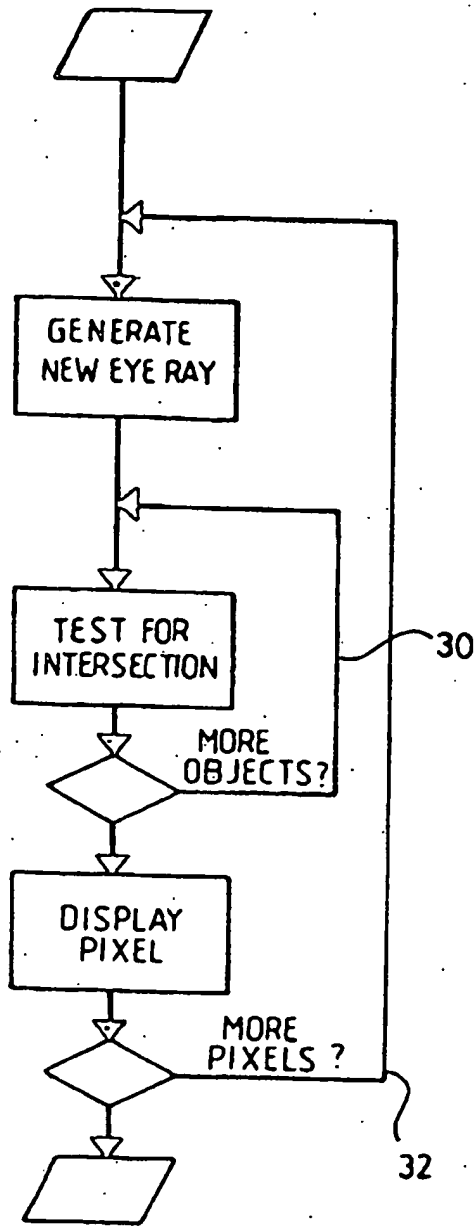 GENERATE
NEW EYE RAY
TEST FOR
INTERSECTION
30
MORE
OBJECTS?
DISPLAY
PIXEL
MORE
PIXELS ?
32